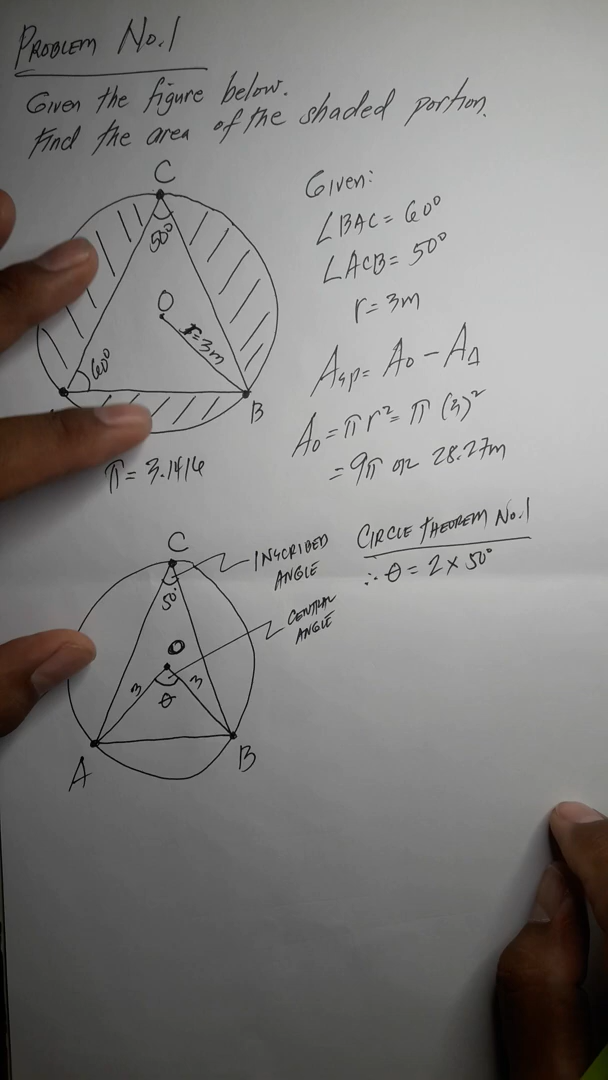 PROBLEM No.1
Given the figure below.
Find the area of the shaded portion.
C
50°
O
r=3m
60°
B
π = 3.1416
Given:
∠BAC = 60°
∠ACB = 50°
r = 3m
Asp = Ao - A△
Ao = πr² = π (3)²
= 9π or 28.27m
CIRCLE THEOREM No.1
∴ θ = 2 x 50°
C
INSCRIBED
ANGLE
50°
CENTRAL
ANGLE
O
3
3
θ
A
B